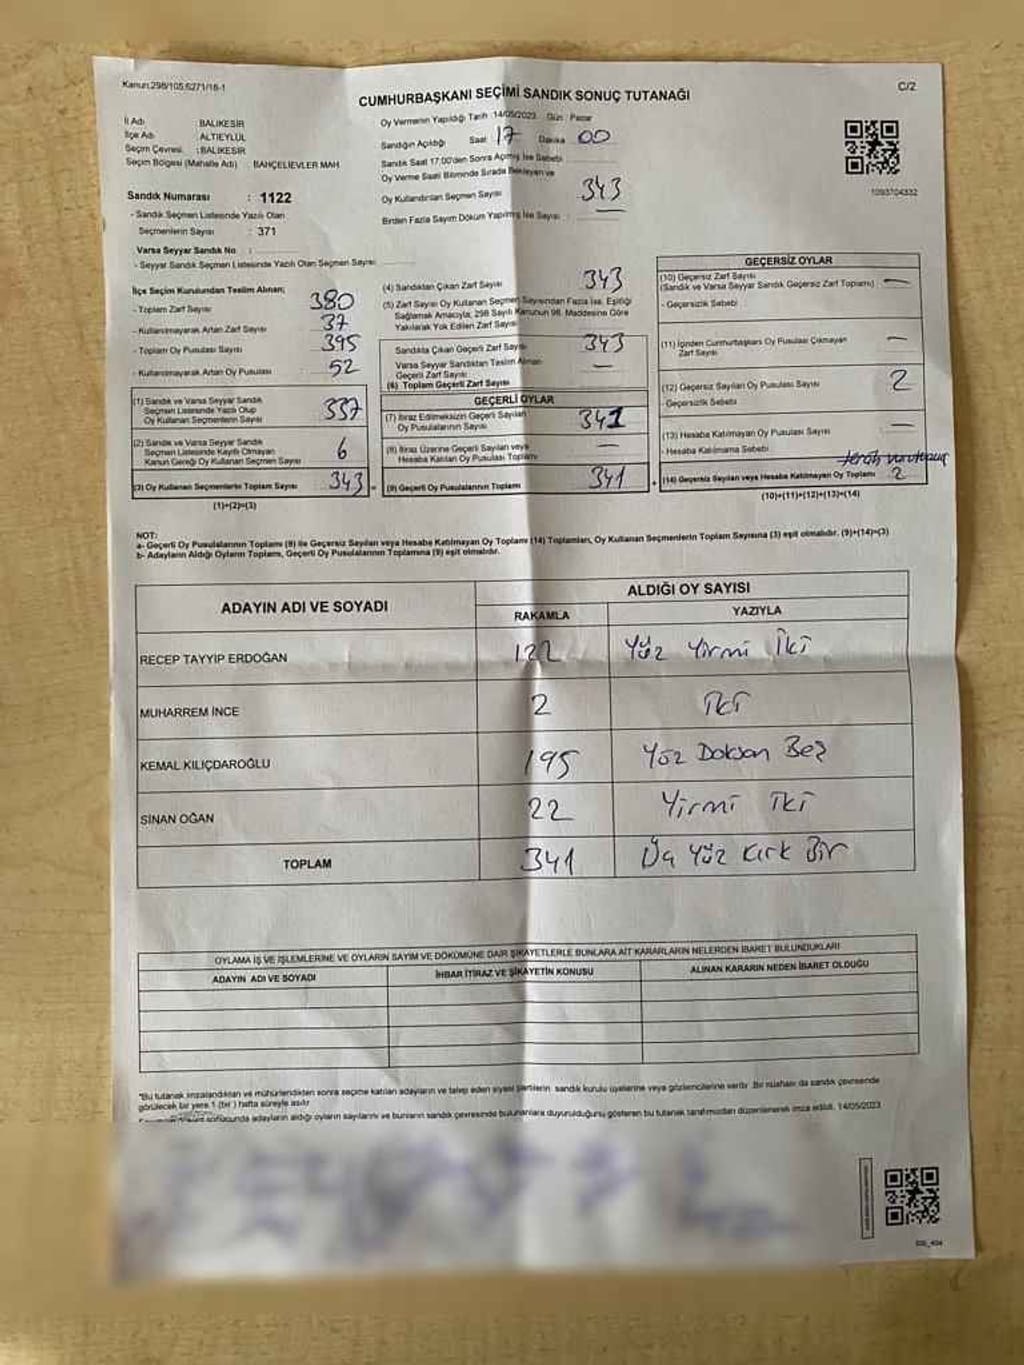 Kanun:298/105,6271/16-1
C/2
CUMHURBAŞKANI SEÇİMİ SANDIK SONUÇ TUTANAĞI
İl Adı : BALIKESİR
İlçe Adı : ALTIEYLÜL
Seçim Çevresi : BALIKESİR
Seçim Bölgesi (Mahalle Adı) : BAHÇELİEVLER MAH.
Sandık Numarası : 1122
- Sandık Seçmen Listesinde Yazılı Olan
Seçmenlerin Sayısı : 371
Varsa Seyyar Sandık No :
- Seyyar Sandık Seçmen Listesinde Yazılı Olan Seçmen Sayısı
Oy Vermenin Yapıldığı Tarih :14/05/2023 Gün : Pazar
Sandığın Açıldığı Saat 17 Dakika 00
Sandık Saat 17:00'den Sonra Açmış İse Sebebi
Oy Verme Saati Bitiminde Sırada Bekleyen ve
Oy Kullandırılan Seçmen Sayısı 343
Birden Fazla Sayım Döküm Yapılmış İse Sayısı : —
1093704332
İlçe Seçim Kurulundan Teslim Alınan;
- Toplam Zarf Sayısı 380
- Kullanılmayarak Artan Zarf Sayısı 37
- Toplam Oy Pusulası Sayısı 395
- Kullanılmayarak Artan Oy Pusulası 52
(1) Sandık ve Varsa Seyyar Sandık
Seçmen Listesinde Yazılı Olup
Oy Kullanan Seçmenlerin Sayısı 337
(2) Sandık ve Varsa Seyyar Sandık
Seçmen Listesinde Kayıtlı Olmayan
Kanun Gereği Oy Kullanan Seçmen Sayısı 6
(3) Oy Kullanan Seçmenlerin Toplam Sayısı 343 =
(1)+(2)=(3)
(4) Sandıktan Çıkan Zarf Sayısı 343
(5) Zarf Sayısı Oy Kullanan Seçmen Sayısından Fazla İse, Eşitliği
Sağlamak Amacıyla; 298 Sayılı Kanunun 98. Maddesine Göre
Yakılarak Yok Edilen Zarf Sayısı
Sandıkta Çıkan Geçerli Zarf Sayısı 343
Varsa Seyyar Sandıktan Teslim Alınan
Geçerli Zarf Sayısı —
(6) Toplam Geçerli Zarf Sayısı
GEÇERLİ OYLAR
(7) İtiraz Edilmeksizin Geçerli Sayılan
Oy Pusulalarının Sayısı 341
(8) İtiraz Üzerine Geçerli Sayılan veya
Hesaba Katılan Oy Pusulası Toplamı —
(9) Geçerli Oy Pusulalarının Toplamı 341 +
GEÇERSİZ OYLAR
(10) Geçersiz Zarf Sayısı
(Sandık ve Varsa Seyyar Sandık Geçersiz Zarf Toplamı) —
- Geçersizlik Sebebi
(11) İçinden Cumhurbaşkanı Oy Pusulası Çıkmayan
Zarf Sayısı —
(12) Geçersiz Sayılan Oy Pusulası Sayısı 2
- Geçersizlik Sebebi
(13) Hesaba Katılmayan Oy Pusulası Sayısı —
- Hesaba Katılmama Sebebi
(14) Geçersiz Sayılan veya Hesaba Katılmayan Oy Toplamı 2
(10)+(11)+(12)+(13)=(14)
NOT:
a- Geçerli Oy Pusulalarının Toplamı (9) ile Geçersiz Sayılan veya Hesaba Katılmayan Oy Toplamı (14) Toplamları, Oy Kullanan Seçmenlerin Toplam Sayısına (3) eşit olmalıdır. (9)+(14)=(3)
b- Adayların Aldığı Oyların Toplamı, Geçerli Oy Pusulalarının Toplamına (9) eşit olmalıdır.
ADAYIN ADI VE SOYADI
ALDIĞI OY SAYISI
RAKAMLA YAZIYLA
RECEP TAYYİP ERDOĞAN 122 Yüz Yirmi İki
MUHARREM İNCE 2 İki
KEMAL KILIÇDAROĞLU 195 Yüz Doksan Beş
SİNAN OĞAN 22 Yirmi İki
TOPLAM 341 Üç Yüz Kırk Bir
OYLAMA İŞ VE İŞLEMLERİNE VE OYLARIN SAYIM VE DÖKÜMÜNE DAİR ŞİKAYETLERLE BUNLARA AİT KARARLARIN NELERDEN İBARET BULUNDUKLARI
ADAYIN ADI VE SOYADI İHBAR İTİRAZ VE ŞİKAYETİN KONUSU ALINAN KARARIN NEDEN İBARET OLDUĞU
*Bu tutanak imzalandıktan ve mühürlendikten sonra seçime katılan adayların ve talep eden siyasi partilerin sandık kurulu üyelerine veya gözlemcilerine verilir. Bir nüshası da sandık çevresinde
görülecek bir yere 1 (bir) hafta süreyle asılır.
sonucunda adayların aldığı oyların sayılarını ve bunların sandık çevresinde bulunanlara duyurulduğunu gösteren bu tutanak tarafımızdan düzenlenerek imza edildi. 14/05/2023